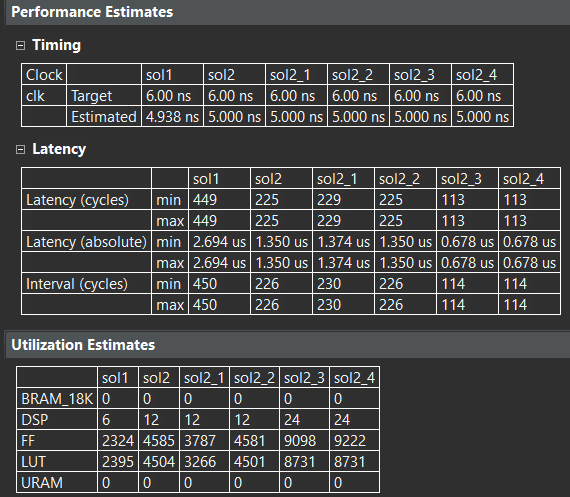 Performance Estimates
Timing
Clock sol1 sol2 sol2_1 sol2_2 sol2_3 sol2_4
clk Target 6.00 ns 6.00 ns 6.00 ns 6.00 ns 6.00 ns 6.00 ns
Estimated 4.938 ns 5.000 ns 5.000 ns 5.000 ns 5.000 ns 5.000 ns
Latency
sol1 sol2 sol2_1 sol2_2 sol2_3 sol2_4
Latency (cycles) min 449 225 229 225 113 113
max 449 225 229 225 113 113
Latency (absolute) min 2.694 us 1.350 us 1.374 us 1.350 us 0.678 us 0.678 us
max 2.694 us 1.350 us 1.374 us 1.350 us 0.678 us 0.678 us
Interval (cycles) min 450 226 230 226 114 114
max 450 226 230 226 114 114
Utilization Estimates
sol1 sol2 sol2_1 sol2_2 sol2_3 sol2_4
BRAM_18K 0 0 0 0 0 0
DSP 6 12 12 12 24 24
FF 2324 4585 3787 4581 9098 9222
LUT 2395 4504 3266 4501 8731 8731
URAM 0 0 0 0 0 0